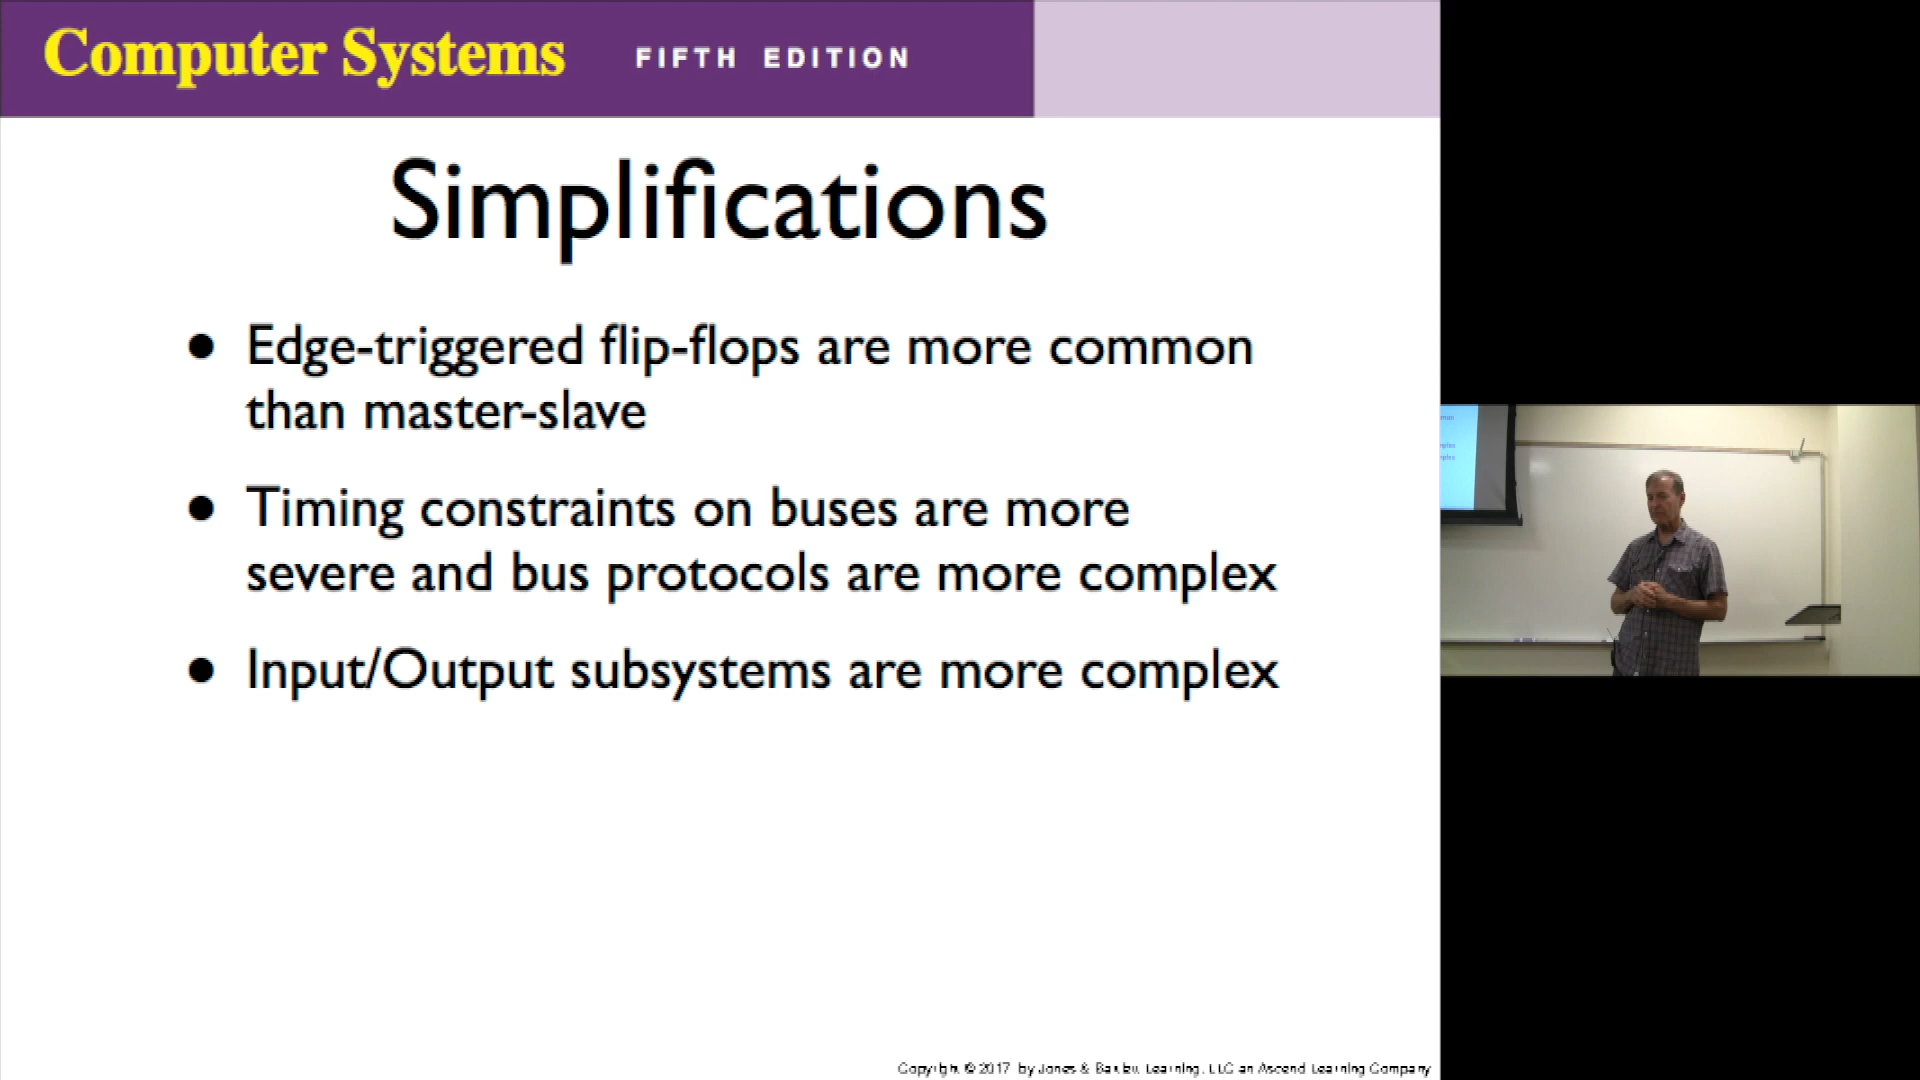 Computer Systems FIFTH EDITION
Simplifications
● Edge-triggered flip-flops are more common
than master-slave
● Timing constraints on buses are more
severe and bus protocols are more complex
● Input/Output subsystems are more complex
Copyright © 2017 by Jones & Bartlett Learning, LLC an Ascend Learning Company